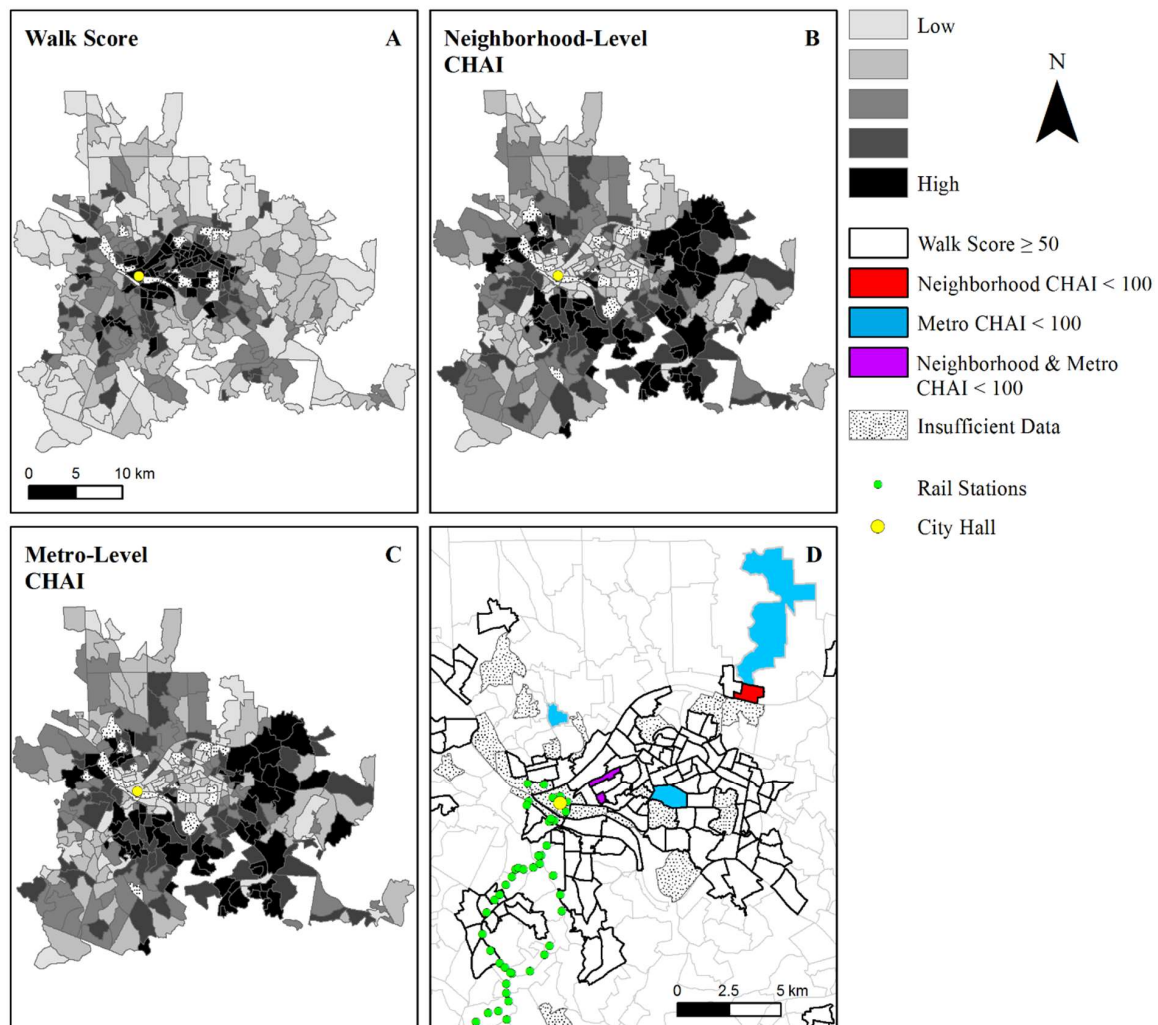 Walk Score
A
0 5 10 km
Neighborhood-Level
CHAI
B
Metro-Level
CHAI
C
D
0 2.5 5 km
Low
High
N
Walk Score ≥ 50
Neighborhood CHAI < 100
Metro CHAI < 100
Neighborhood & Metro
CHAI < 100
Insufficient Data
Rail Stations
City Hall